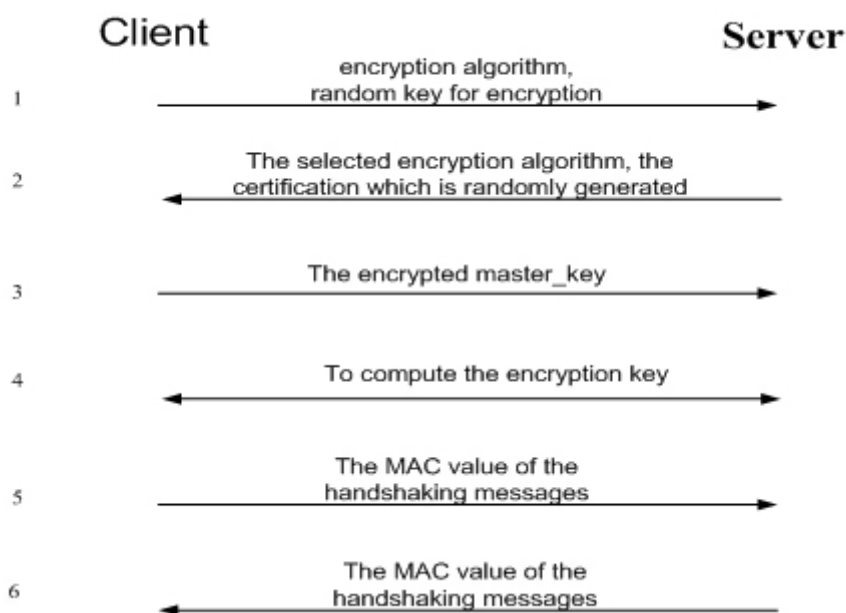 Client
Server
1
encryption algorithm,
random key for encryption
2
The selected encryption algorithm, the
certification which is randomly generated
3
The encrypted master_key
4
To compute the encryption key
5
The MAC value of the
handshaking messages
6
The MAC value of the
handshaking messages